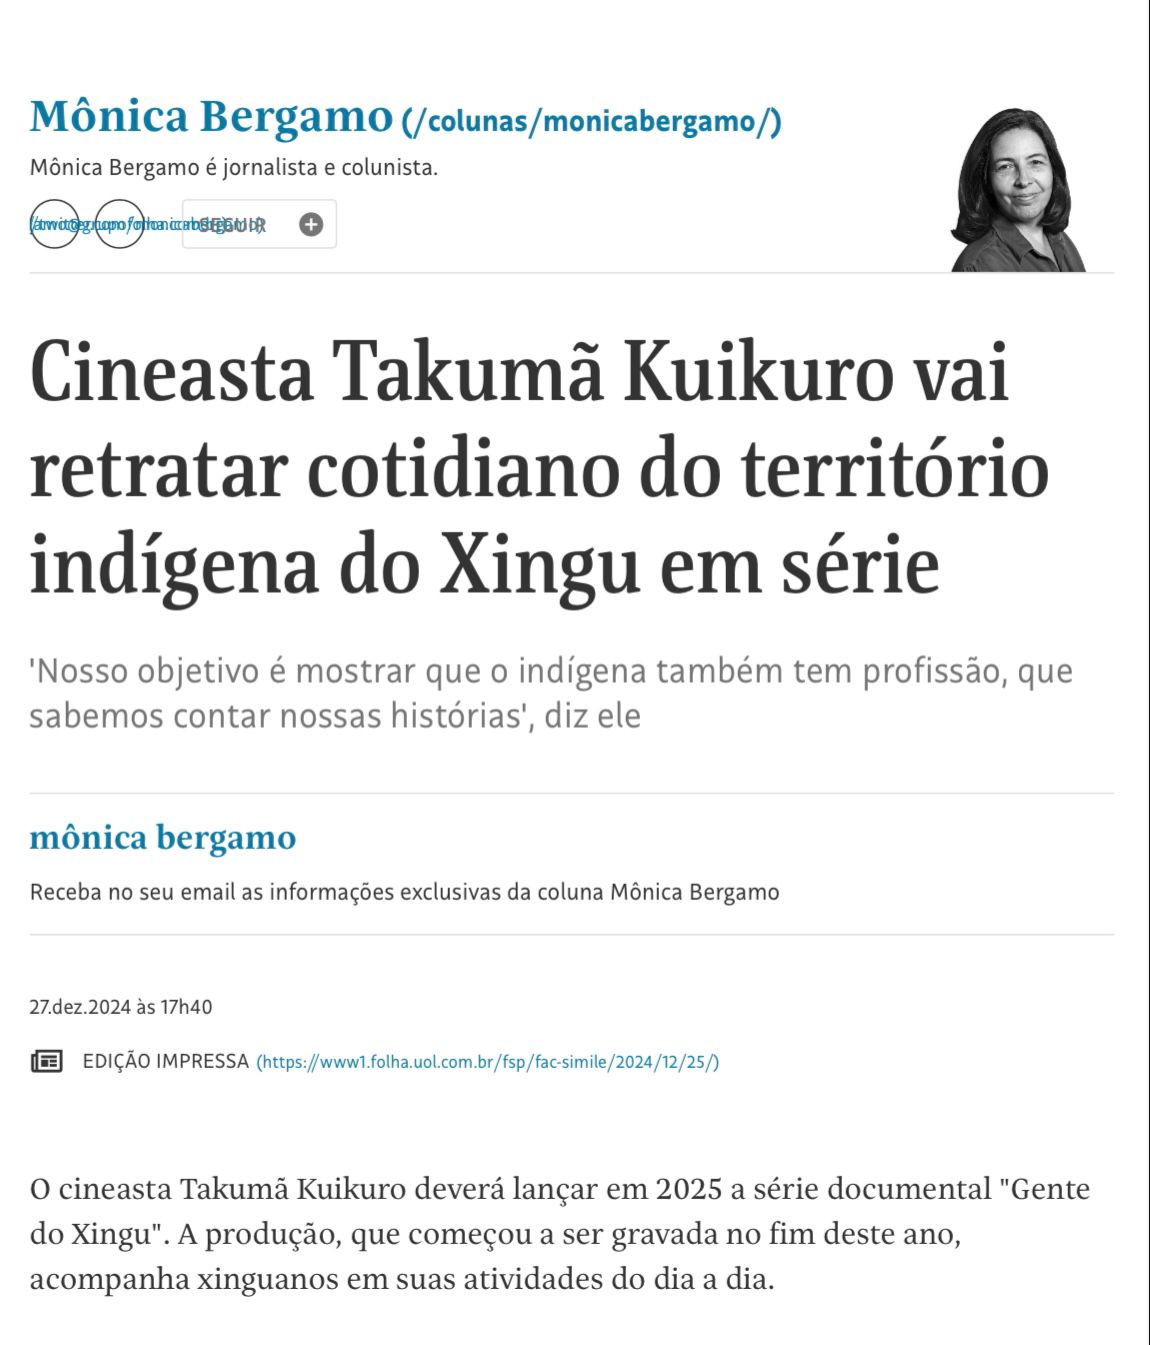 Mônica Bergamo (/colunas/monicabergamo/)
Mônica Bergamo é jornalista e colunista.
SEGUIR
Cineasta Takumã Kuikuro vai
retratar cotidiano do território
indígena do Xingu em série
'Nosso objetivo é mostrar que o indígena também tem profissão, que
sabemos contar nossas histórias', diz ele
mônica bergamo
Receba no seu email as informações exclusivas da coluna Mônica Bergamo
27.dez.2024 às 17h40
EDIÇÃO IMPRESSA (https://www1.folha.uol.com.br/fsp/fac-simile/2024/12/25/)
O cineasta Takumã Kuikuro deverá lançar em 2025 a série documental "Gente
do Xingu". A produção, que começou a ser gravada no fim deste ano,
acompanha xinguanos em suas atividades do dia a dia.